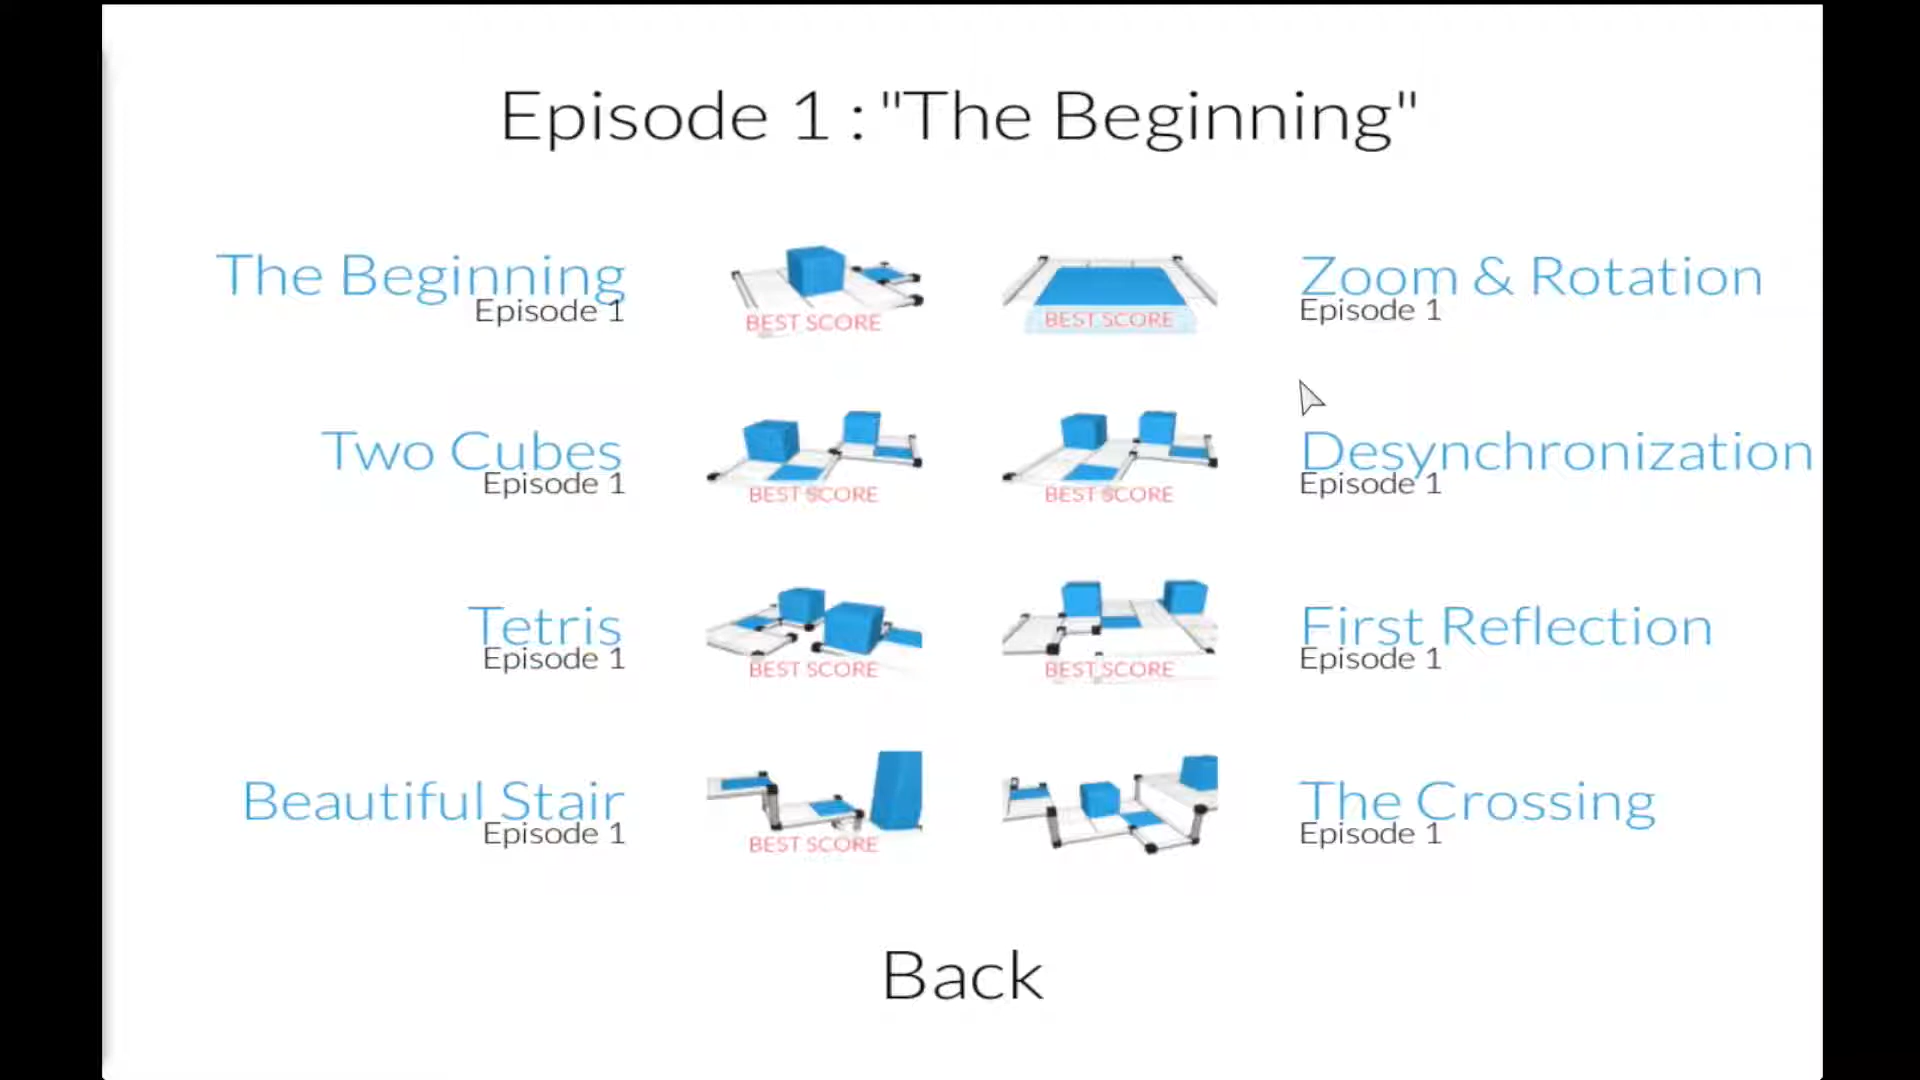 Episode 1 : "The Beginning"
The Beginning
Episode 1
BEST SCORE
BEST SCORE
Zoom & Rotation
Episode 1
Two Cubes
Episode 1
BEST SCORE
BEST SCORE
Desynchronization
Episode 1
Tetris
Episode 1
BEST SCORE
BEST SCORE
First Reflection
Episode 1
Beautiful Stair
Episode 1
BEST SCORE
The Crossing
Episode 1
Back